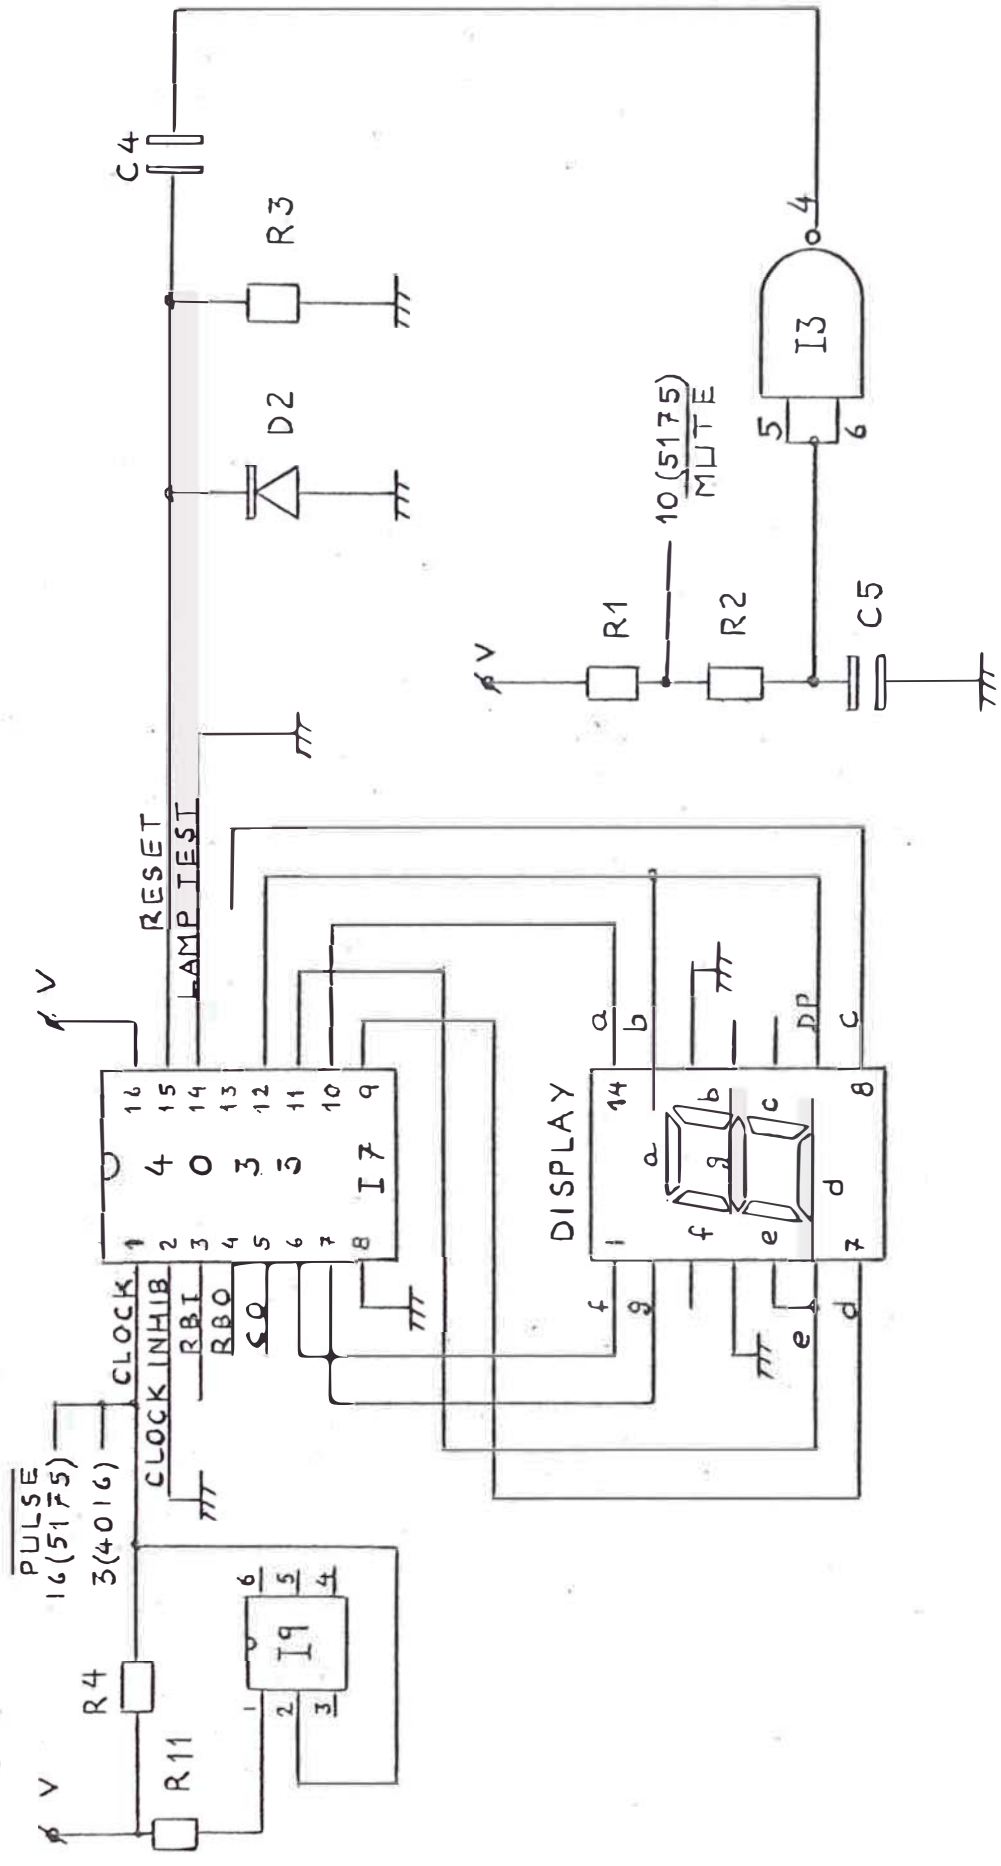 PULSE
16(5175)
3(4016)
V
R4
R11
I9
1
2
3
6
5
4
CLOCK
CLOCK INHIB
RBI
RBO
CO
V
1
2
3
4
5
6
7
8
4033
I7
16
15
14
13
12
11
10
9
RESET
LAMP TEST
D2
R3
C4
DISPLAY
f
g
e
d
1
7
a
b
c
d
e
f
g
14
8
a
b
DP
c
V
R1
R2
C5
10(5175)
MUTE
5
6
I3
4